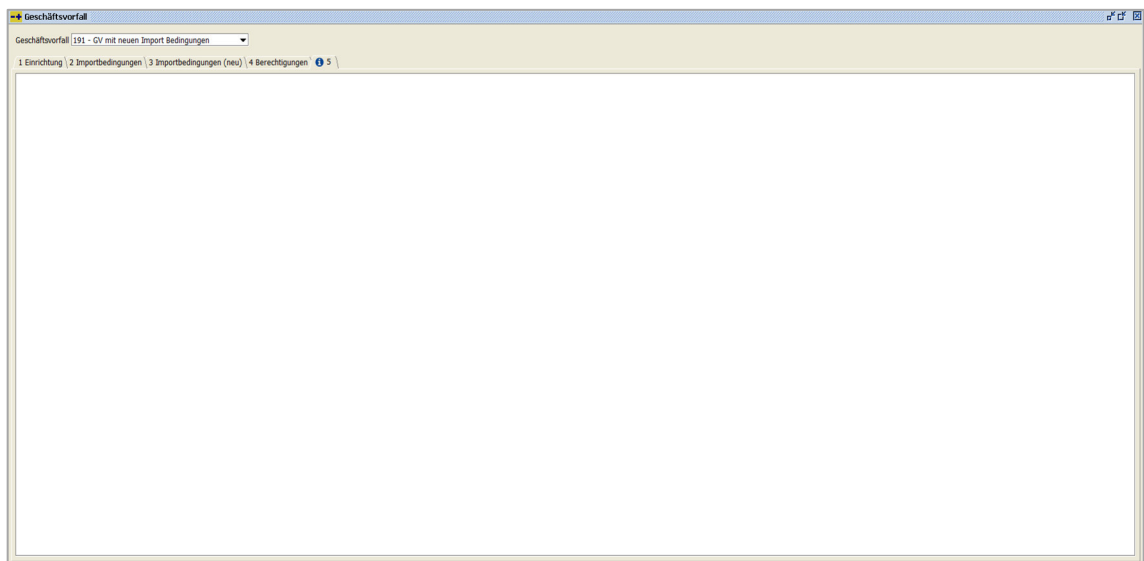 Geschäftsvorfall
Geschäftsvorfall 191 - GV mit neuen Import Bedingungen
1 Einrichtung 2 Importbedingungen 3 Importbedingungen (neu) 4 Berechtigungen 5